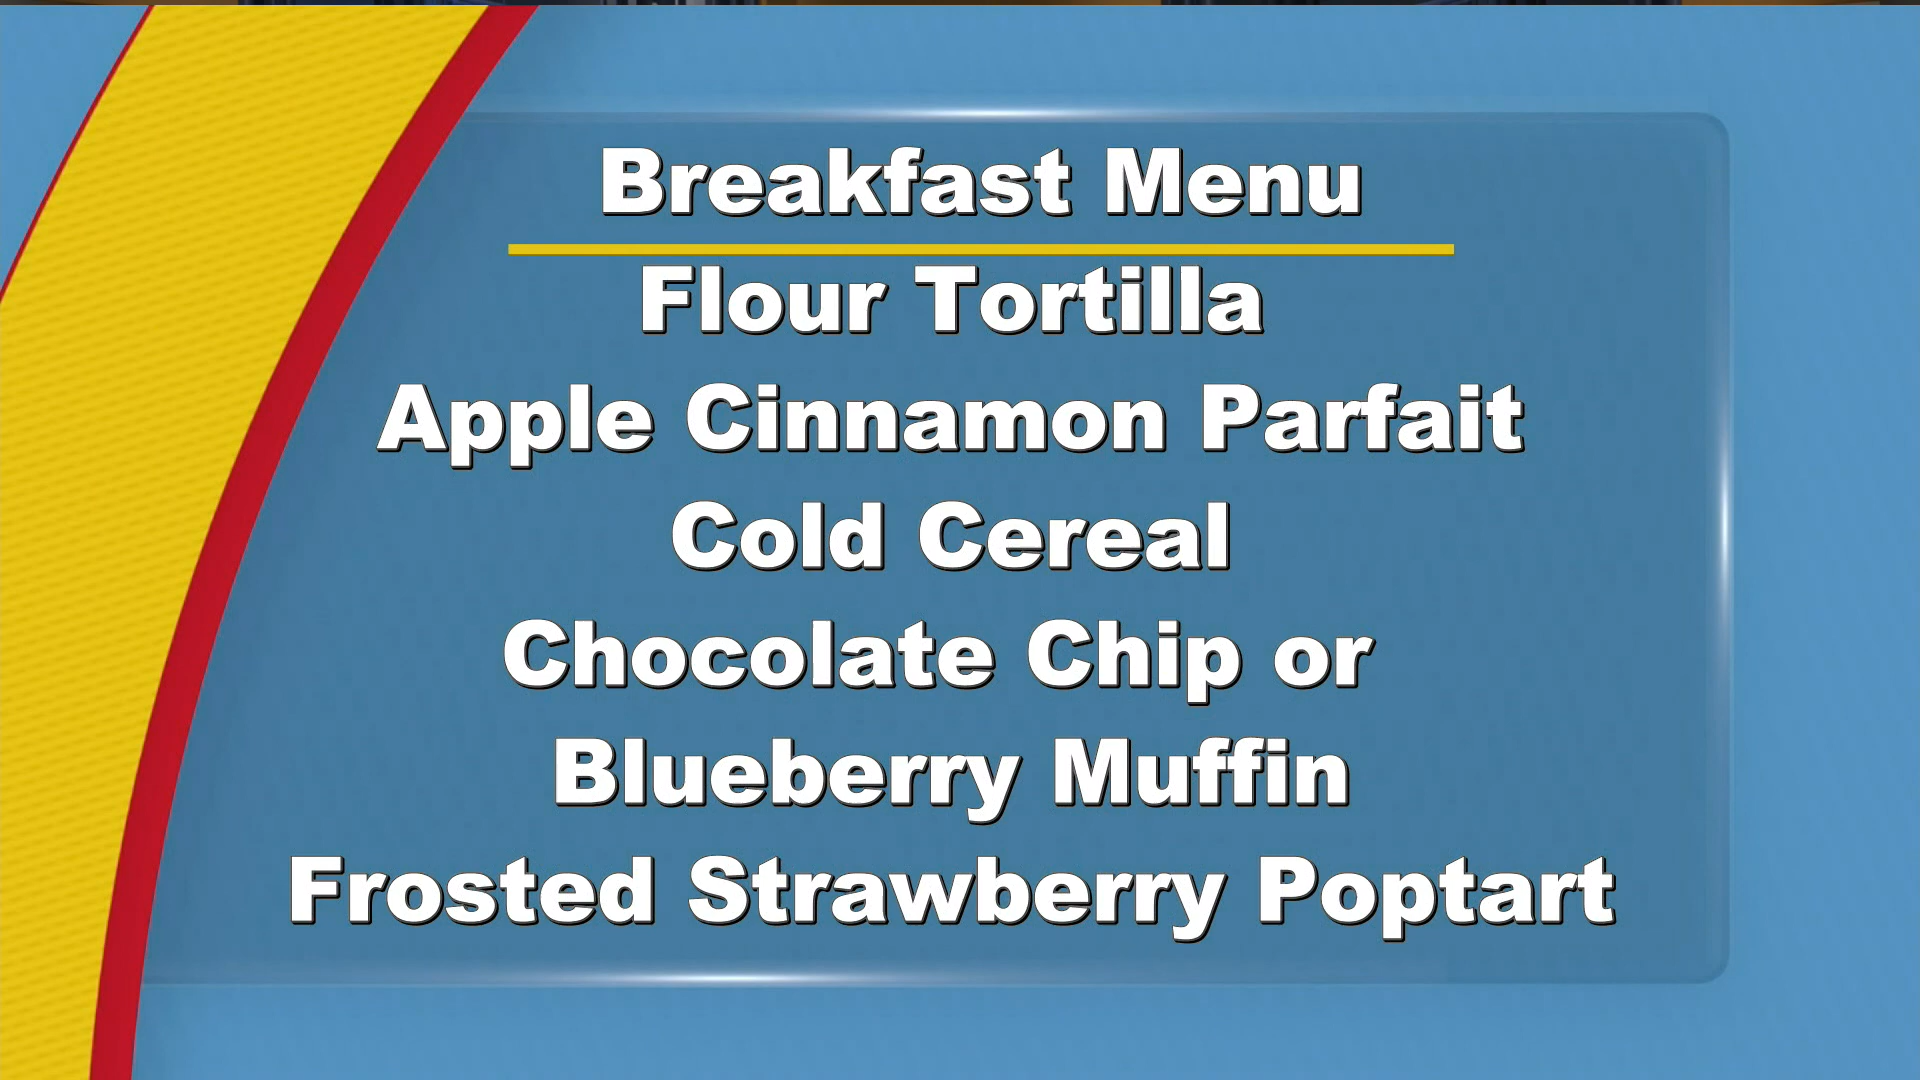 Breakfast Menu
Flour Tortilla
Apple Cinnamon Parfait
Cold Cereal
Chocolate Chip or
Blueberry Muffin
Frosted Strawberry Poptart